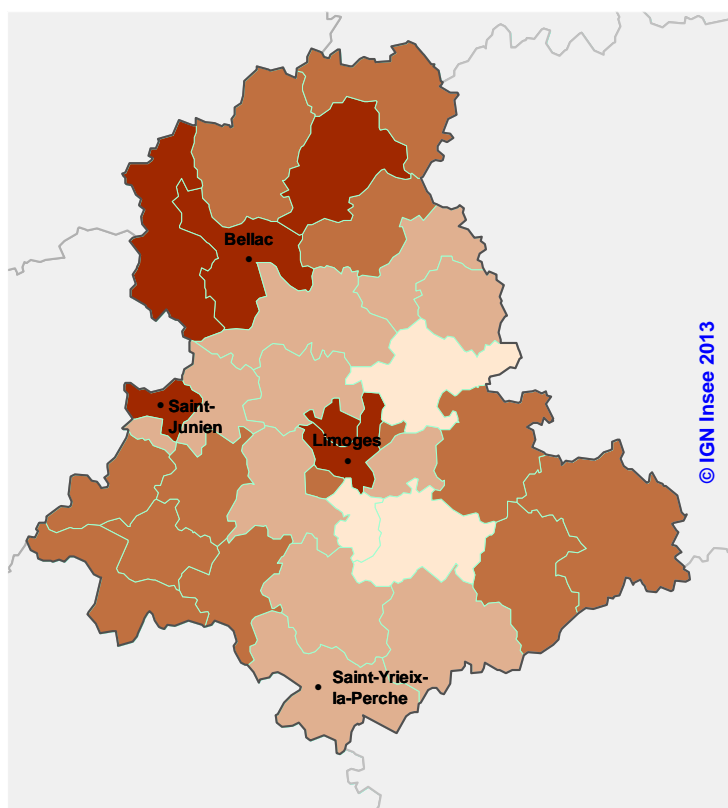 Bellac
© IGN Insee 2013
Saint-
Junien
Limoges
Saint-Yrieix-
la-Perche